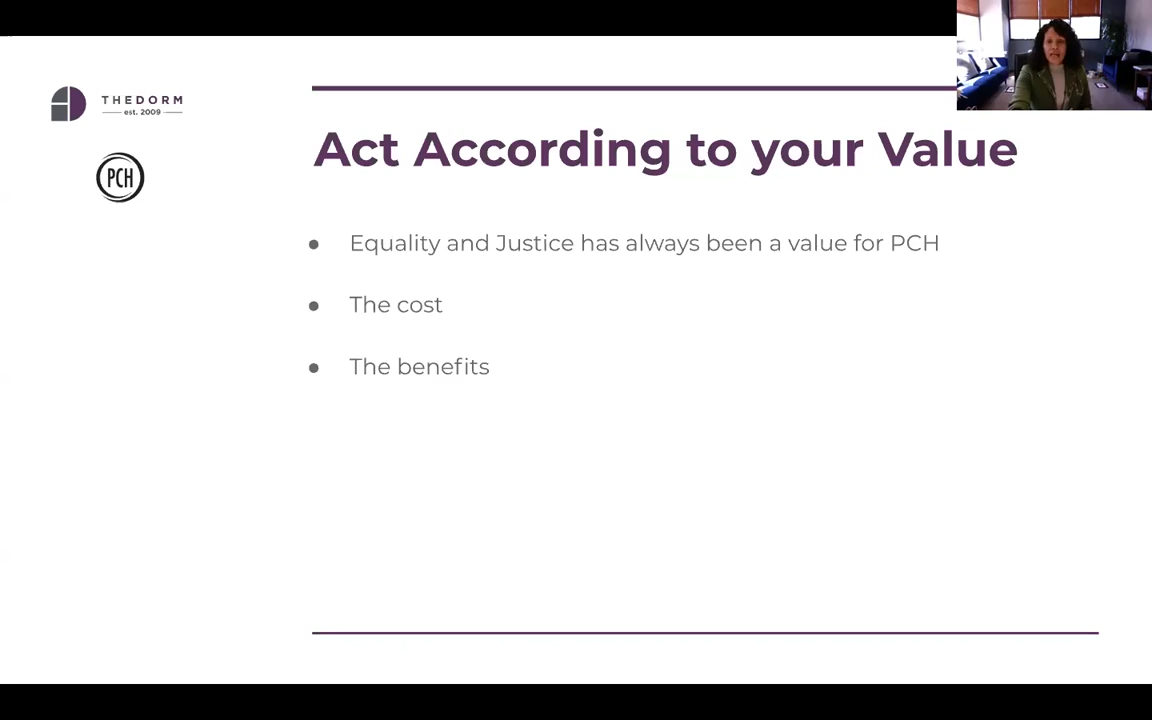 THEDORM
est. 2009
PCH
Act According to your Value
● Equality and Justice has always been a value for PCH
● The cost
● The benefits